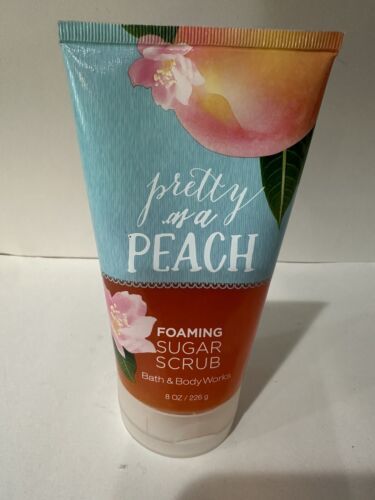 pretty
as a
PEACH
FOAMING
SUGAR
SCRUB
Bath & Body Works
8 OZ / 226 g